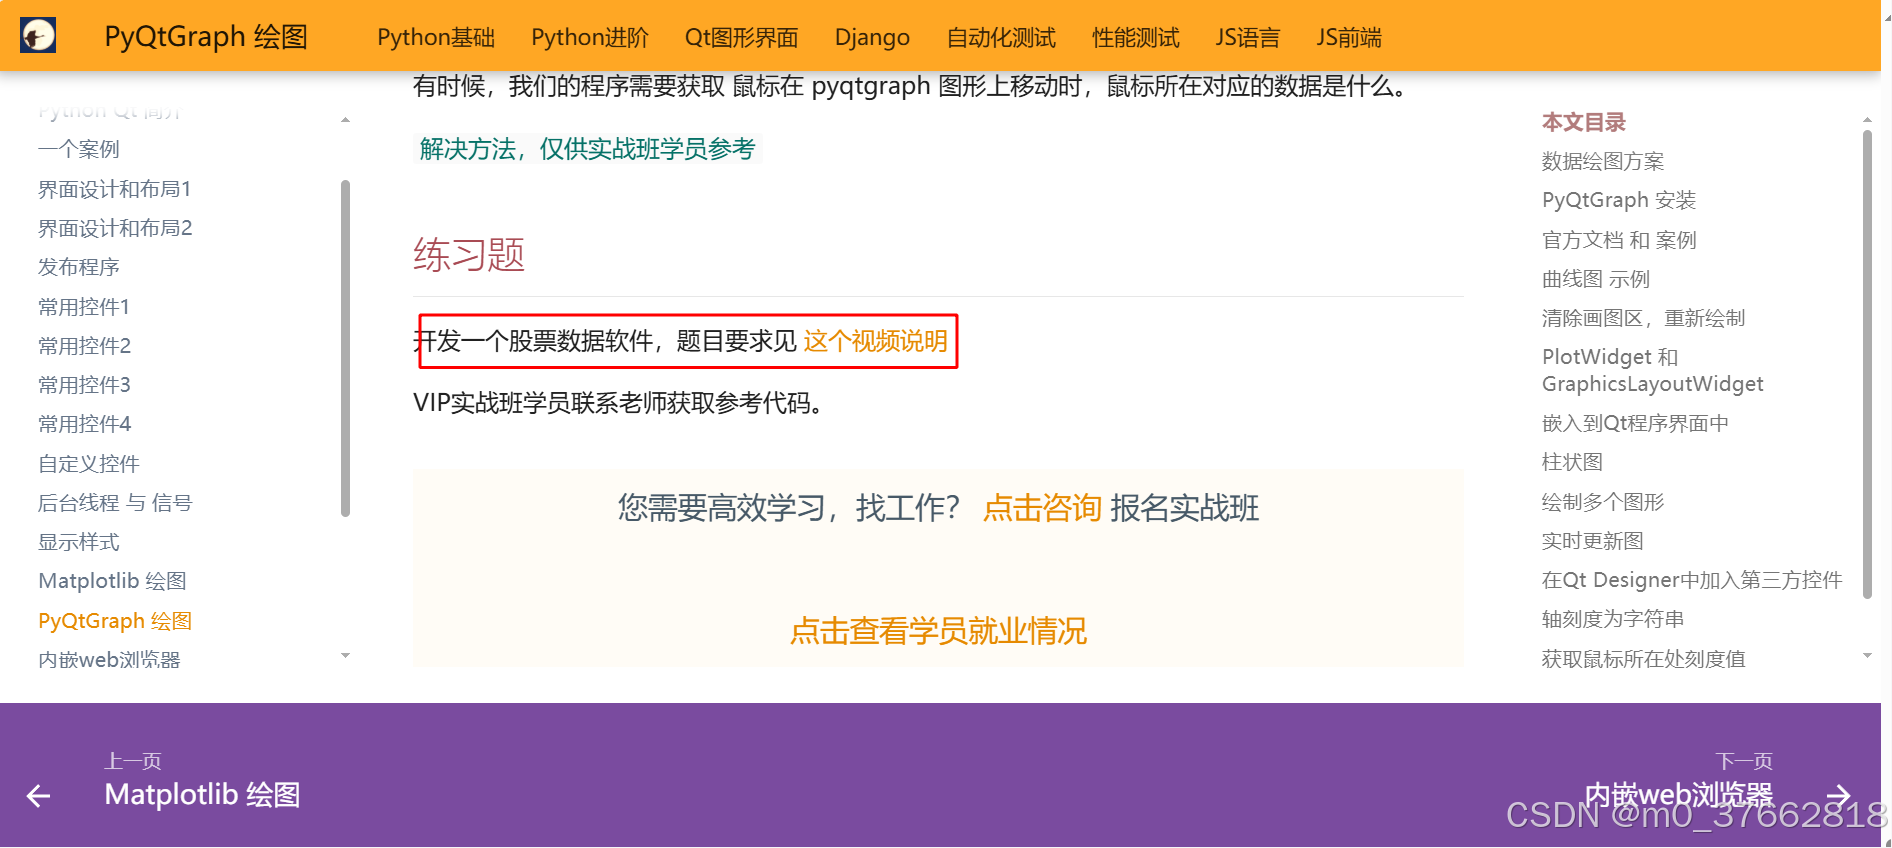 PyQtGraph 绘图
Python基础 Python进阶 Qt图形界面 Django 自动化测试 性能测试 JS语言 JS前端
Python Qt 简介
一个案例
界面设计和布局1
界面设计和布局2
发布程序
常用控件1
常用控件2
常用控件3
常用控件4
自定义控件
后台线程 与 信号
显示样式
Matplotlib 绘图
PyQtGraph 绘图
内嵌web浏览器
有时候，我们的程序需要获取 鼠标在 pyqtgraph 图形上移动时，鼠标所在对应的数据是什么。
解决方法，仅供实战班学员参考
练习题
开发一个股票数据软件，题目要求见 这个视频说明
VIP实战班学员联系老师获取参考代码。
您需要高效学习，找工作？ 点击咨询 报名实战班
点击查看学员就业情况
本文目录
数据绘图方案
PyQtGraph 安装
官方文档 和 案例
曲线图 示例
清除画图区，重新绘制
PlotWidget 和
GraphicsLayoutWidget
嵌入到Qt程序界面中
柱状图
绘制多个图形
实时更新图
在Qt Designer中加入第三方控件
轴刻度为字符串
获取鼠标所在处刻度值
上一页
Matplotlib 绘图
下一页
内嵌web浏览器
CSDN @m0_37662818